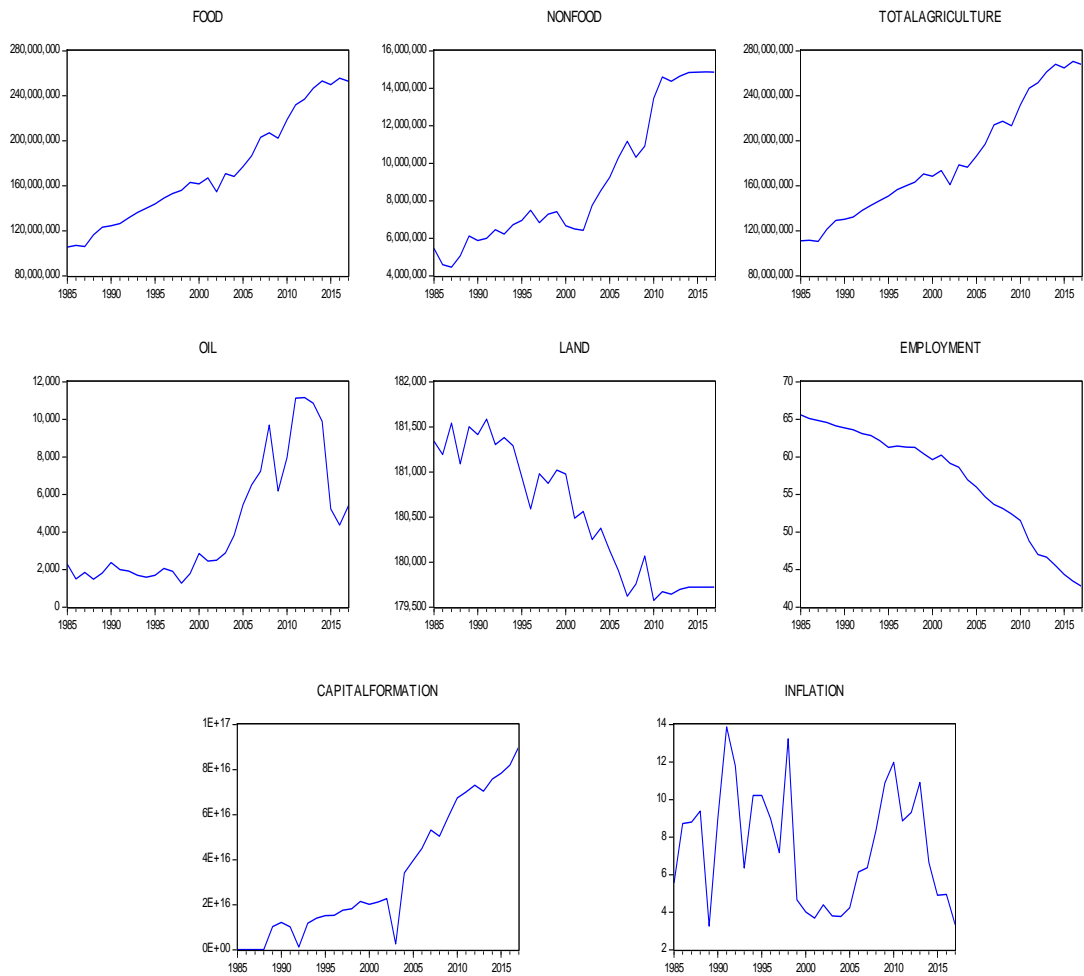 FOOD
280,000,000
240,000,000
200,000,000
160,000,000
120,000,000
80,000,000
1985 1990 1995 2000 2005 2010 2015
NONFOOD
16,000,000
14,000,000
12,000,000
10,000,000
8,000,000
6,000,000
4,000,000
1985 1990 1995 2000 2005 2010 2015
TOTALAGRICULTURE
280,000,000
240,000,000
200,000,000
160,000,000
120,000,000
80,000,000
1985 1990 1995 2000 2005 2010 2015
OIL
12,000
10,000
8,000
6,000
4,000
2,000
0
1985 1990 1995 2000 2005 2010 2015
LAND
182,000
181,500
181,000
180,500
180,000
179,500
1985 1990 1995 2000 2005 2010 2015
EMPLOYMENT
70
65
60
55
50
45
40
1985 1990 1995 2000 2005 2010 2015
CAPITALFORMATION
1E+17
8E+16
6E+16
4E+16
2E+16
0E+00
1985 1990 1995 2000 2005 2010 2015
INFLATION
14
12
10
8
6
4
2
1985 1990 1995 2000 2005 2010 2015